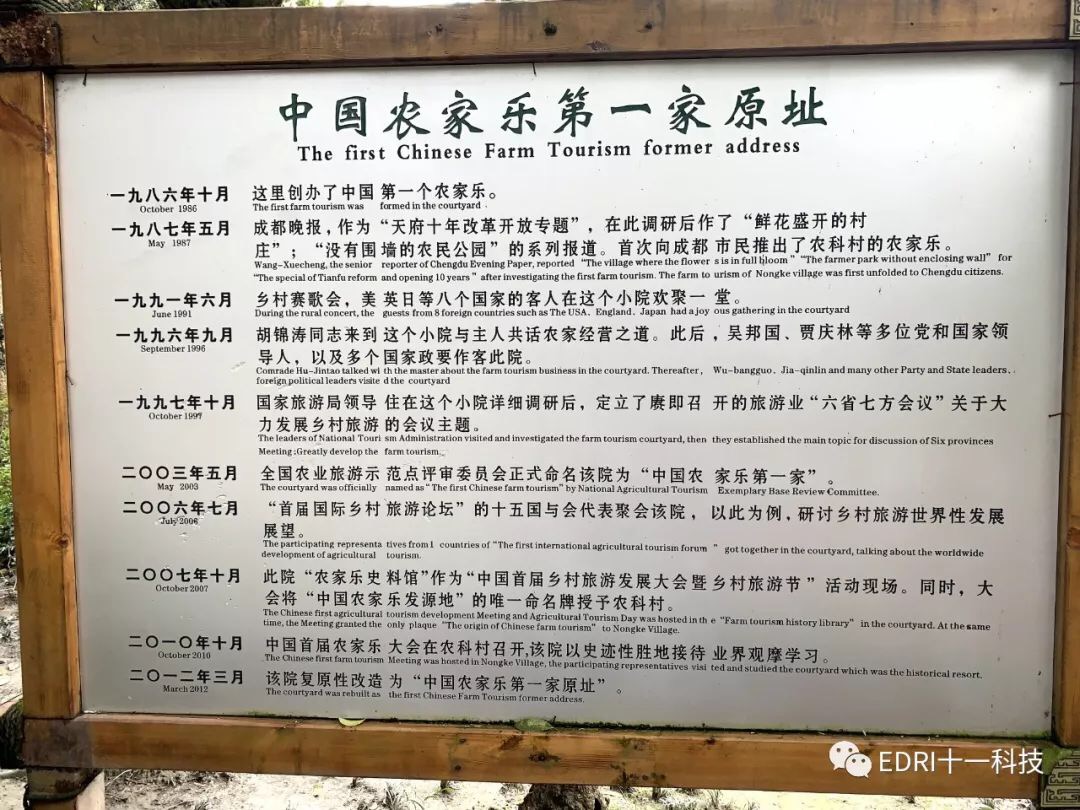 中国农家乐第一家原址
The first Chinese Farm Tourism former address
一九八六年十月 这里创办了中国第一个农家乐。
October 1986 The first farm tourism was formed in the courtyard
一九八七年五月 成都晚报，作为“天府十年改革开放专题”，在此调研后作了“鲜花盛开的村
May 1987 庄”；“没有围墙的农民公园”的系列报道。首次向成都市民推出了农科村的农家乐。
Wang-Xuecheng, the senior reporter of Chengdu Evening Paper, reported “The village where the flower s is in full bloom ” “The farmer park without enclosing wall” for
“The special of Tianfu reform and opening 10 years ” after investigating the first farm tourism. The farm to urism of Nongke village was first unfolded to Chengdu citizens.
一九九一年六月 乡村赛歌会，美英日等八个国家的客人在这个小院欢聚一堂。
June 1991 During the rural concert, the guests from 8 foreign countries such as The USA、England、Japan had a joy ous gathering in the courtyard
一九九六年九月 胡锦涛同志来到这个小院与主人共话农家经营之道。此后，吴邦国、贾庆林等多位党和国家领
September 1996 导人，以及多个国家政要作客此院。
Comrade Hu-Jintao talked wi th the master about the farm tourism business in the courtyard. Thereafter， Wu-bangguo、Jia-qinlin and many other Party and State leaders、
foreign political leaders visite d the courtyard
一九九七年十月 国家旅游局领导住在这个小院详细调研后，定立了赓即召开的旅游业“六省七方会议”关于大
October 1997 力发展乡村旅游的会议主题。
The leaders of National Touri sm Administration visited and investigated the farm tourism courtyard, then they established the main topic for discussion of Six provinces
Meeting :Greatly develop the farm tourism.
二〇〇三年五月 全国农业旅游示范点评审委员会正式命名该院为“中国农家乐第一家”。
May 2003 The courtyard was officially named as “ The first Chinese farm tourism” by National Agricultural Tourism Exemplary Base Review Committee.
二〇〇六年七月 “首届国际乡村旅游论坛”的十五国与会代表聚会该院，以此为例，研讨乡村旅游世界性发展
July 2006 展望。
The participating representa tives from1 countries of “The first international agricultural tourism forum ” got together in the courtyard, talking about the worldwide
development of agricultural tourism.
二〇〇七年十月 此院“农家乐史料馆”作为“中国首届乡村旅游发展大会暨乡村旅游节”活动现场。同时，大
October 2007 会将“中国农家乐发源地”的唯一命名牌授予农科村。
The Chinese first agricultural tourism development Meeting and Agricultural Tourism Day was hosted in th e “Farm tourism history library” in the courtyard. At the same
time, the Meeting granted the only plaque “The origin of Chinese farm tourism” to Nongke Village.
二〇一〇年十月 中国首届农家乐大会在农科村召开,该院以史迹性胜地接待业界观摩学习。
October 2010 The Chinese first farm tourism Meeting was hosted in Nongke Village, the participating representatives visi ted and studied the courtyard which was the historical resort.
二〇一二年三月 该院复原性改造为“中国农家乐第一家原址”。
March 2012 The courtyard was rebuilt as the first Chinese Farm Tourism former address.
EDRI十一科技